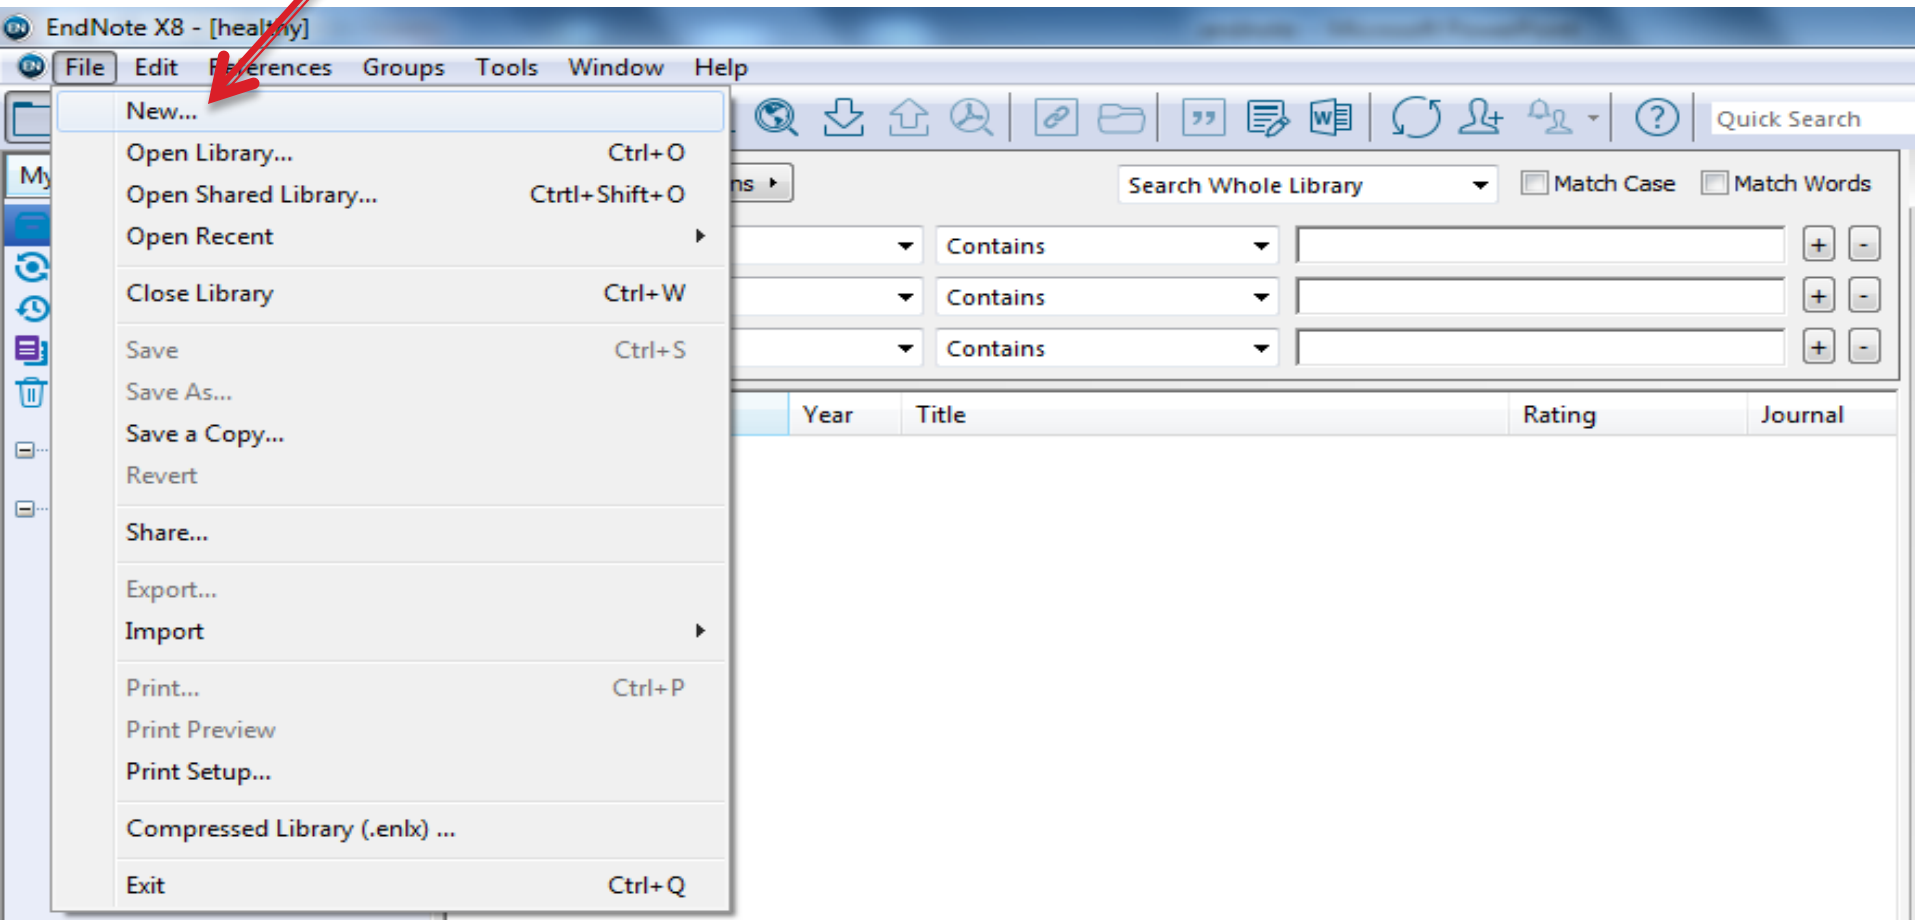 EndNote X8 - [healthy]
File Edit References Groups Tools Window Help
New...
Open Library... Ctrl+O
Open Shared Library... Ctrtl+Shift+O
Open Recent
Close Library Ctrl+W
Save Ctrl+S
Save As...
Save a Copy...
Revert
Share...
Export...
Import
Print... Ctrl+P
Print Preview
Print Setup...
Compressed Library (.enlx) ...
Exit Ctrl+Q
Quick Search
My
ns
Search Whole Library
Match Case
Match Words
Contains
+ -
Contains
+ -
Contains
+ -
Year Title Rating Journal